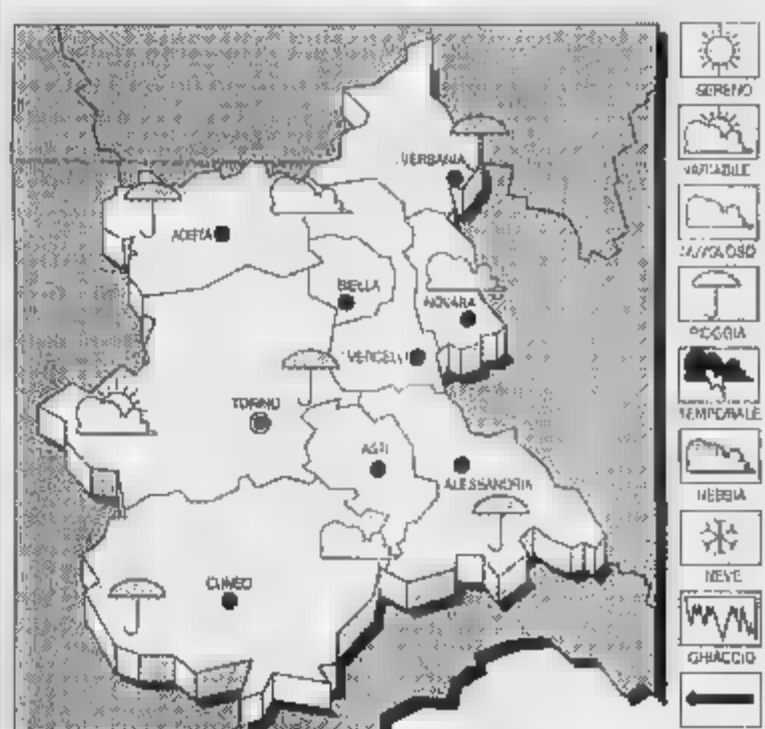 SERENO
VERBANIA
VARIABILE
AOSTA
NUVOLOSO
BIELLA
NOVARA
PIOGGIA
VERCELLI
TORINO
TEMPORALE
ASTI
ALESSANDRIA
NEBBIA
CUNEO
NEVE
GHIACCIO